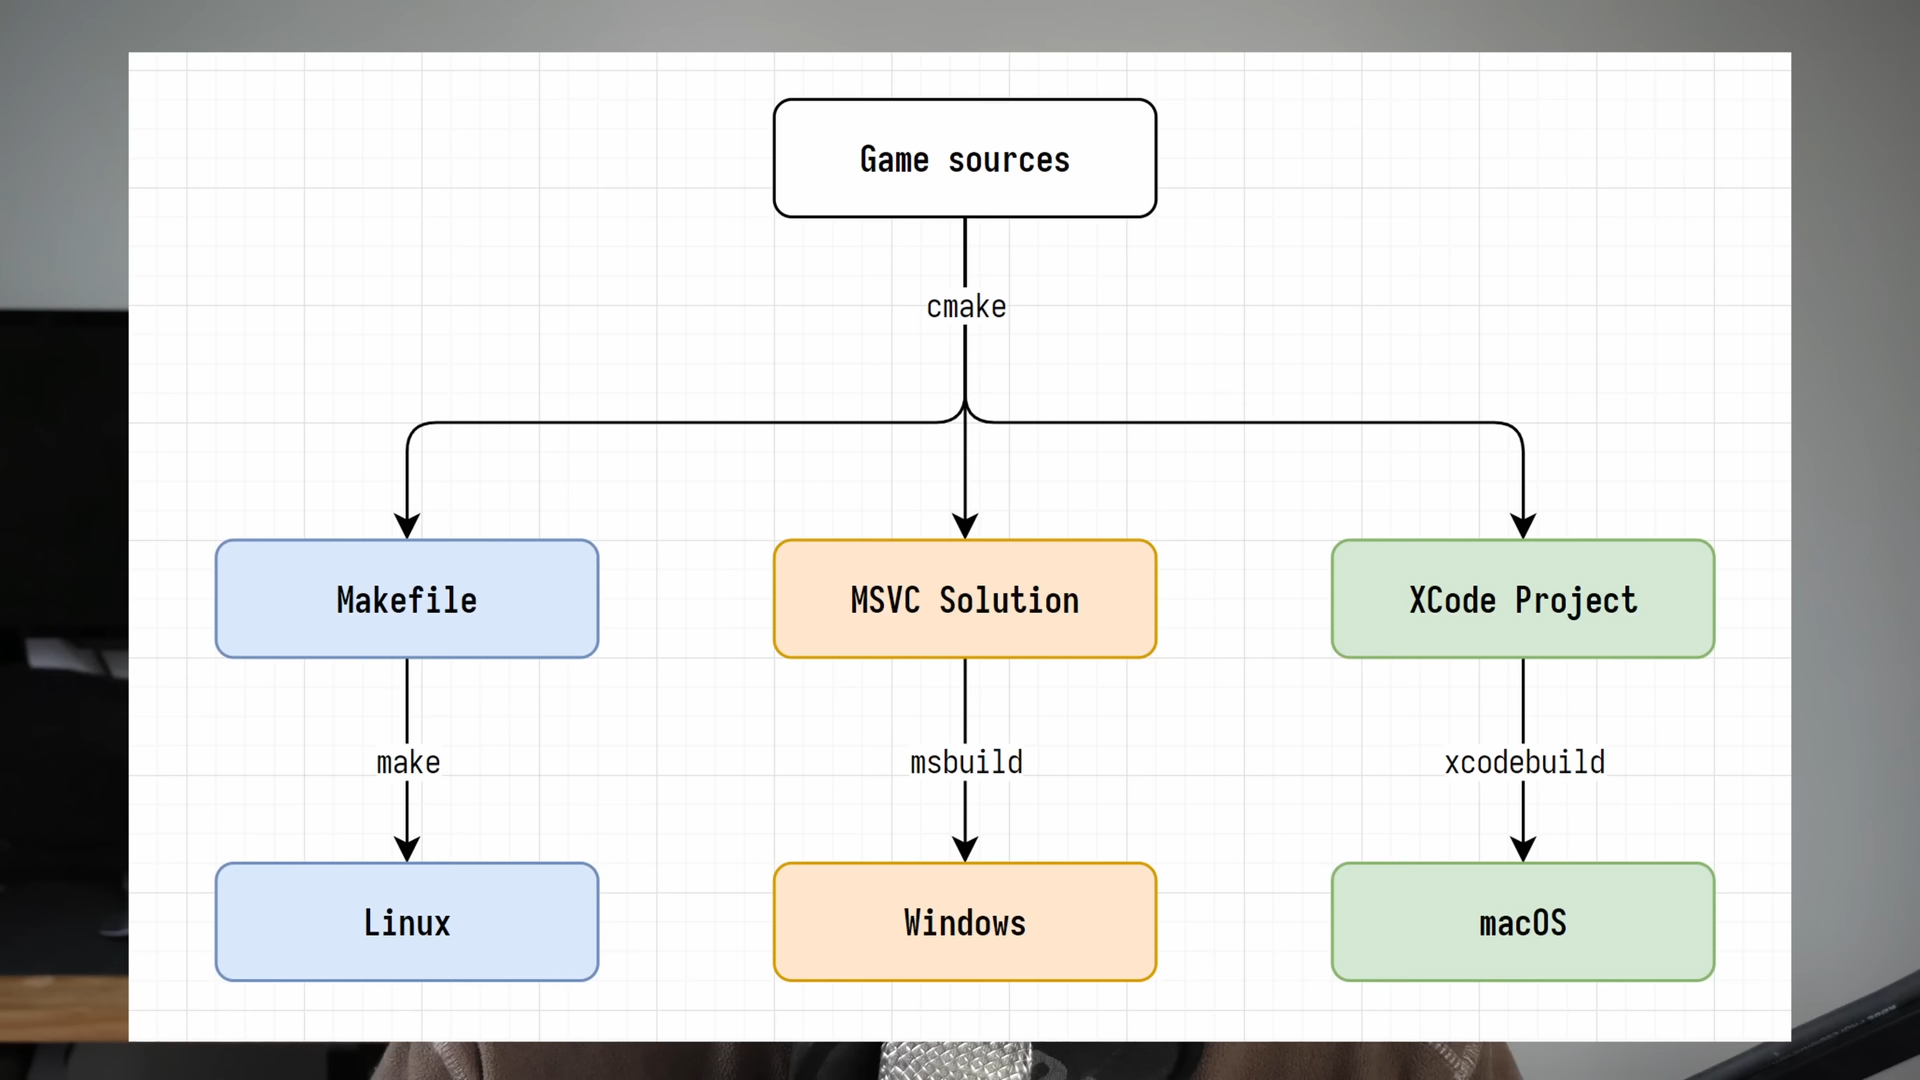 Game sources
cmake
Makefile
MSVC Solution
XCode Project
make
msbuild
xcodebuild
Linux
Windows
macOS